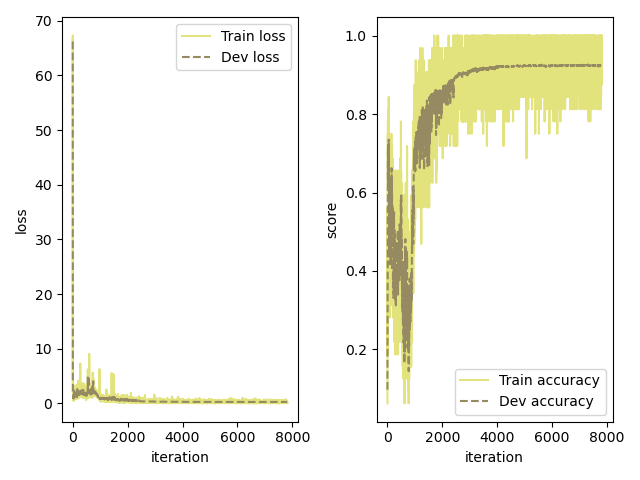 70
60
50
40
30
20
10
0
loss
0 2000 4000 6000 8000
iteration
Train loss
Dev loss
1.0
0.8
0.6
0.4
0.2
score
0 2000 4000 6000 8000
iteration
Train accuracy
Dev accuracy